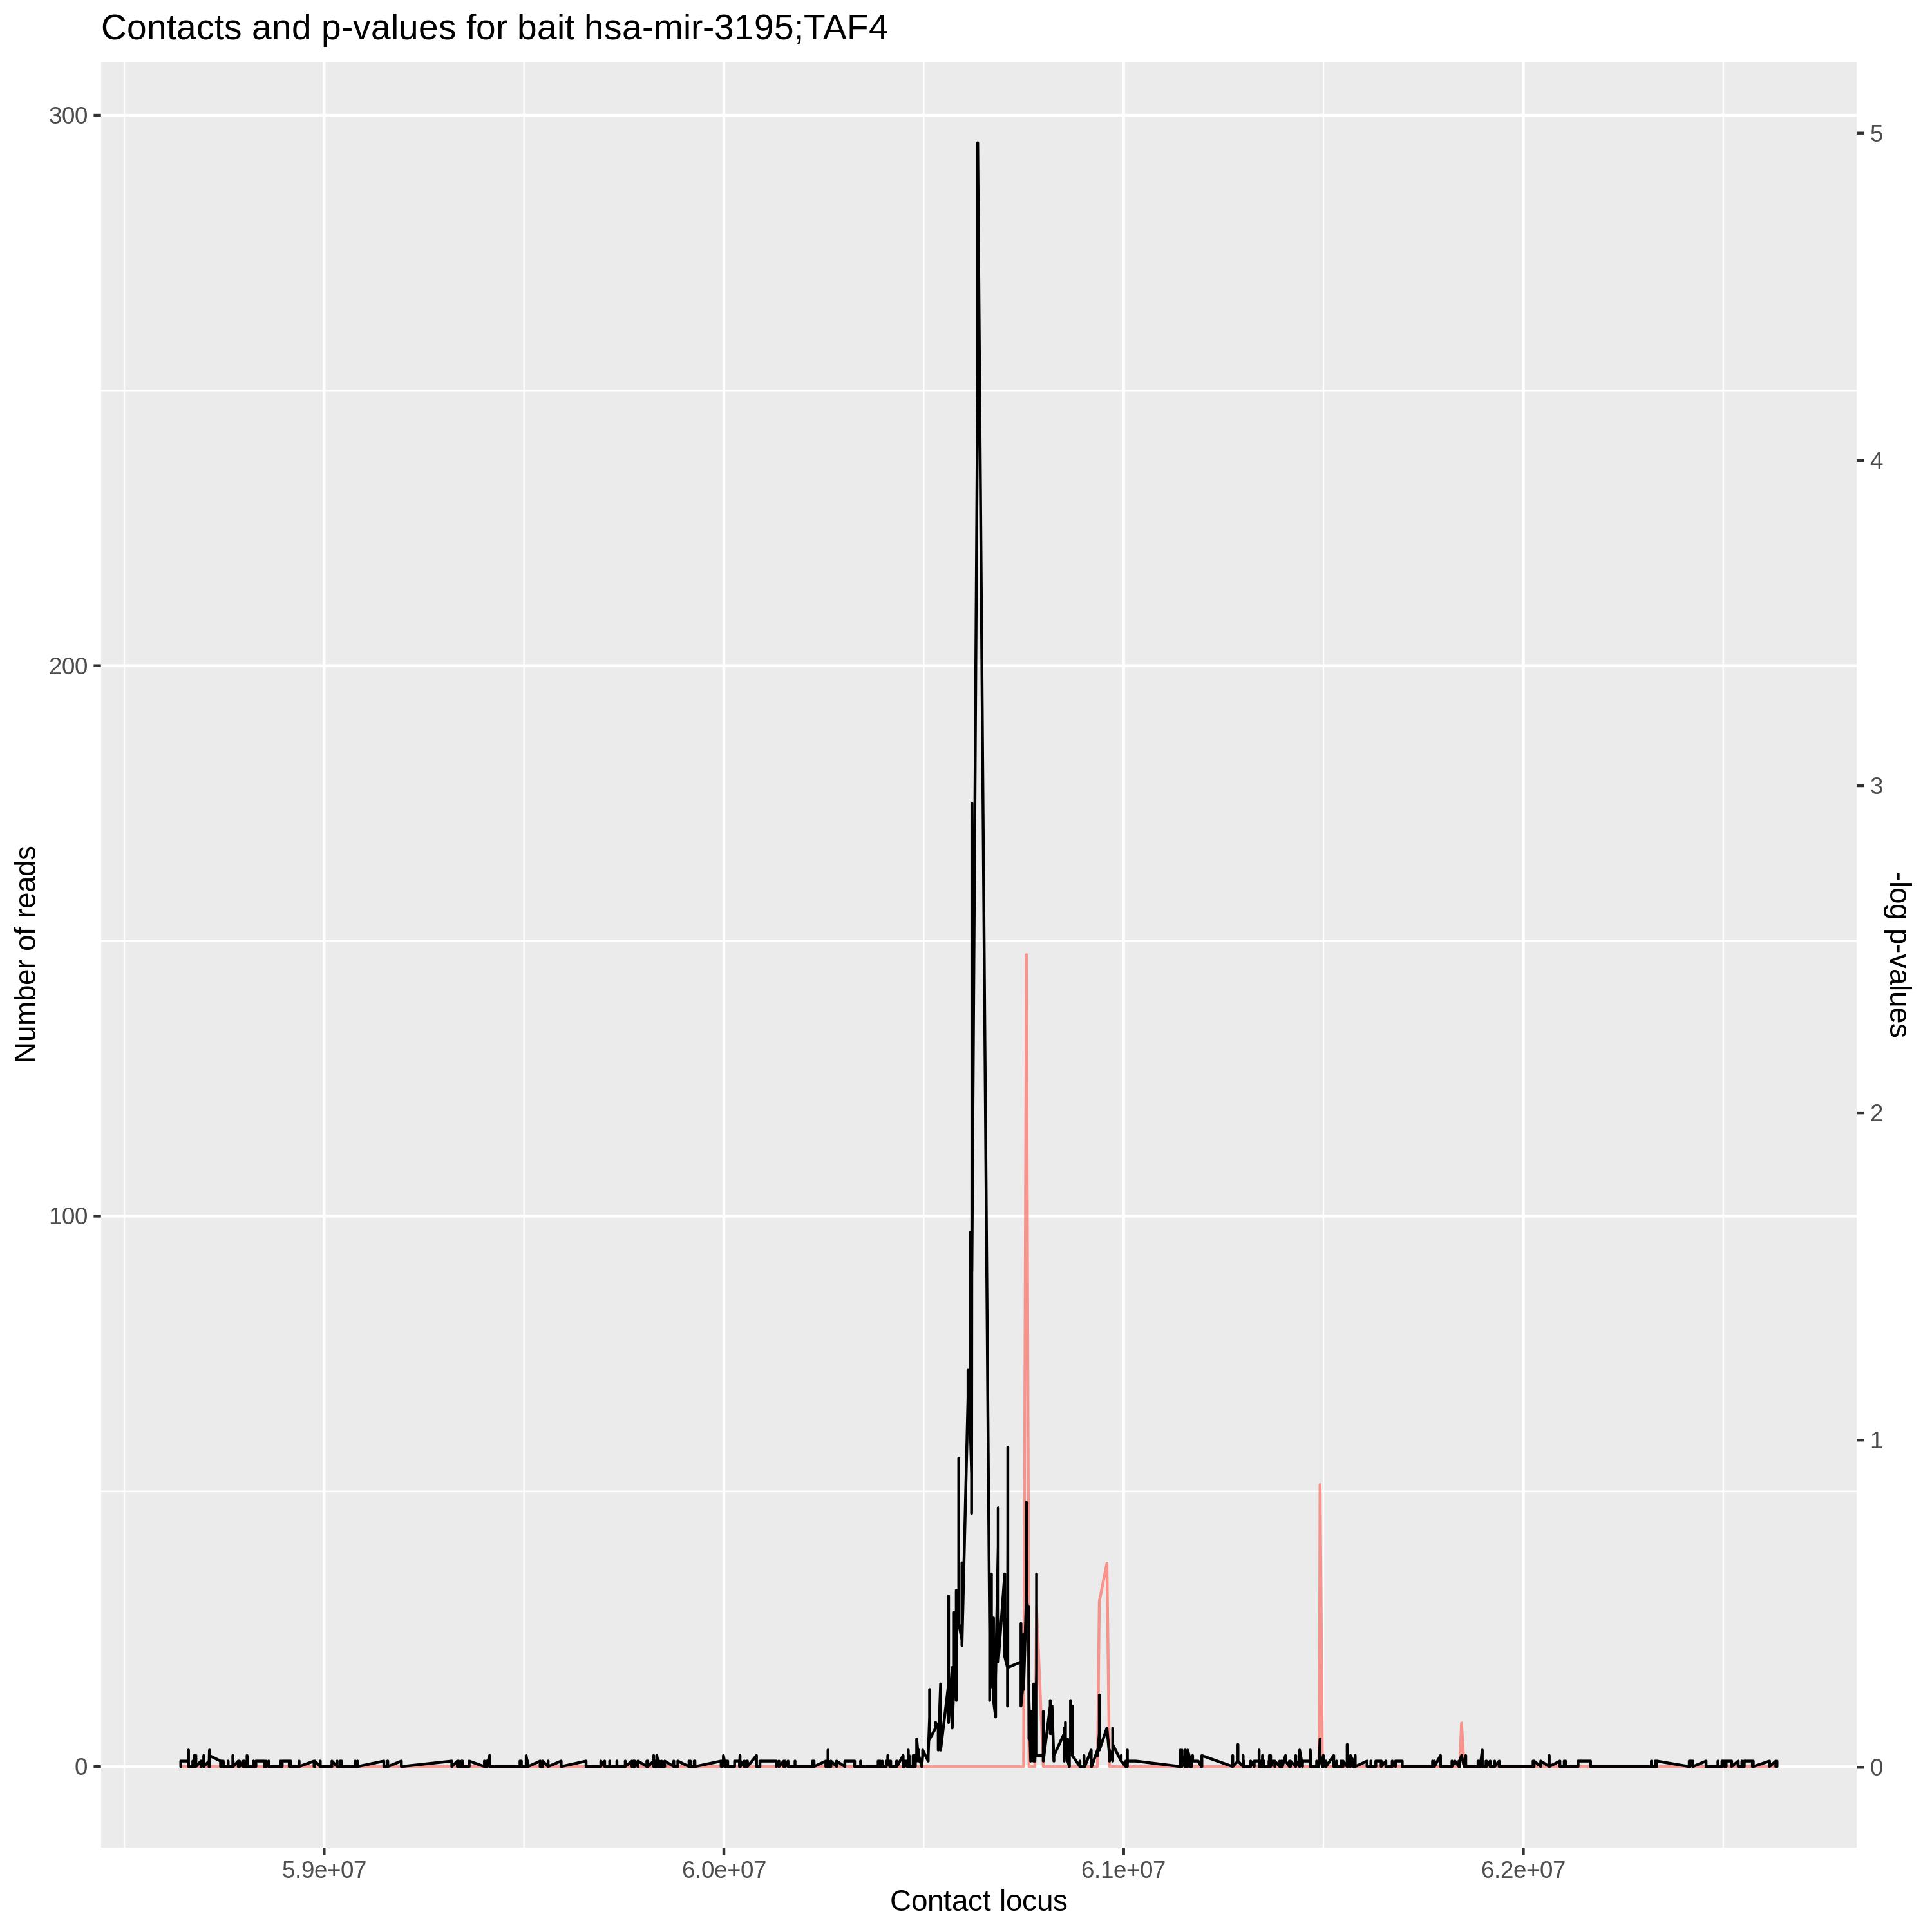 Contacts and p-values for bait hsa-mir-3195;TAF4
300
200
100
0
Number of reads
5
4
3
2
1
0
-log p-values
5.9e+07
6.0e+07
6.1e+07
6.2e+07
Contact locus